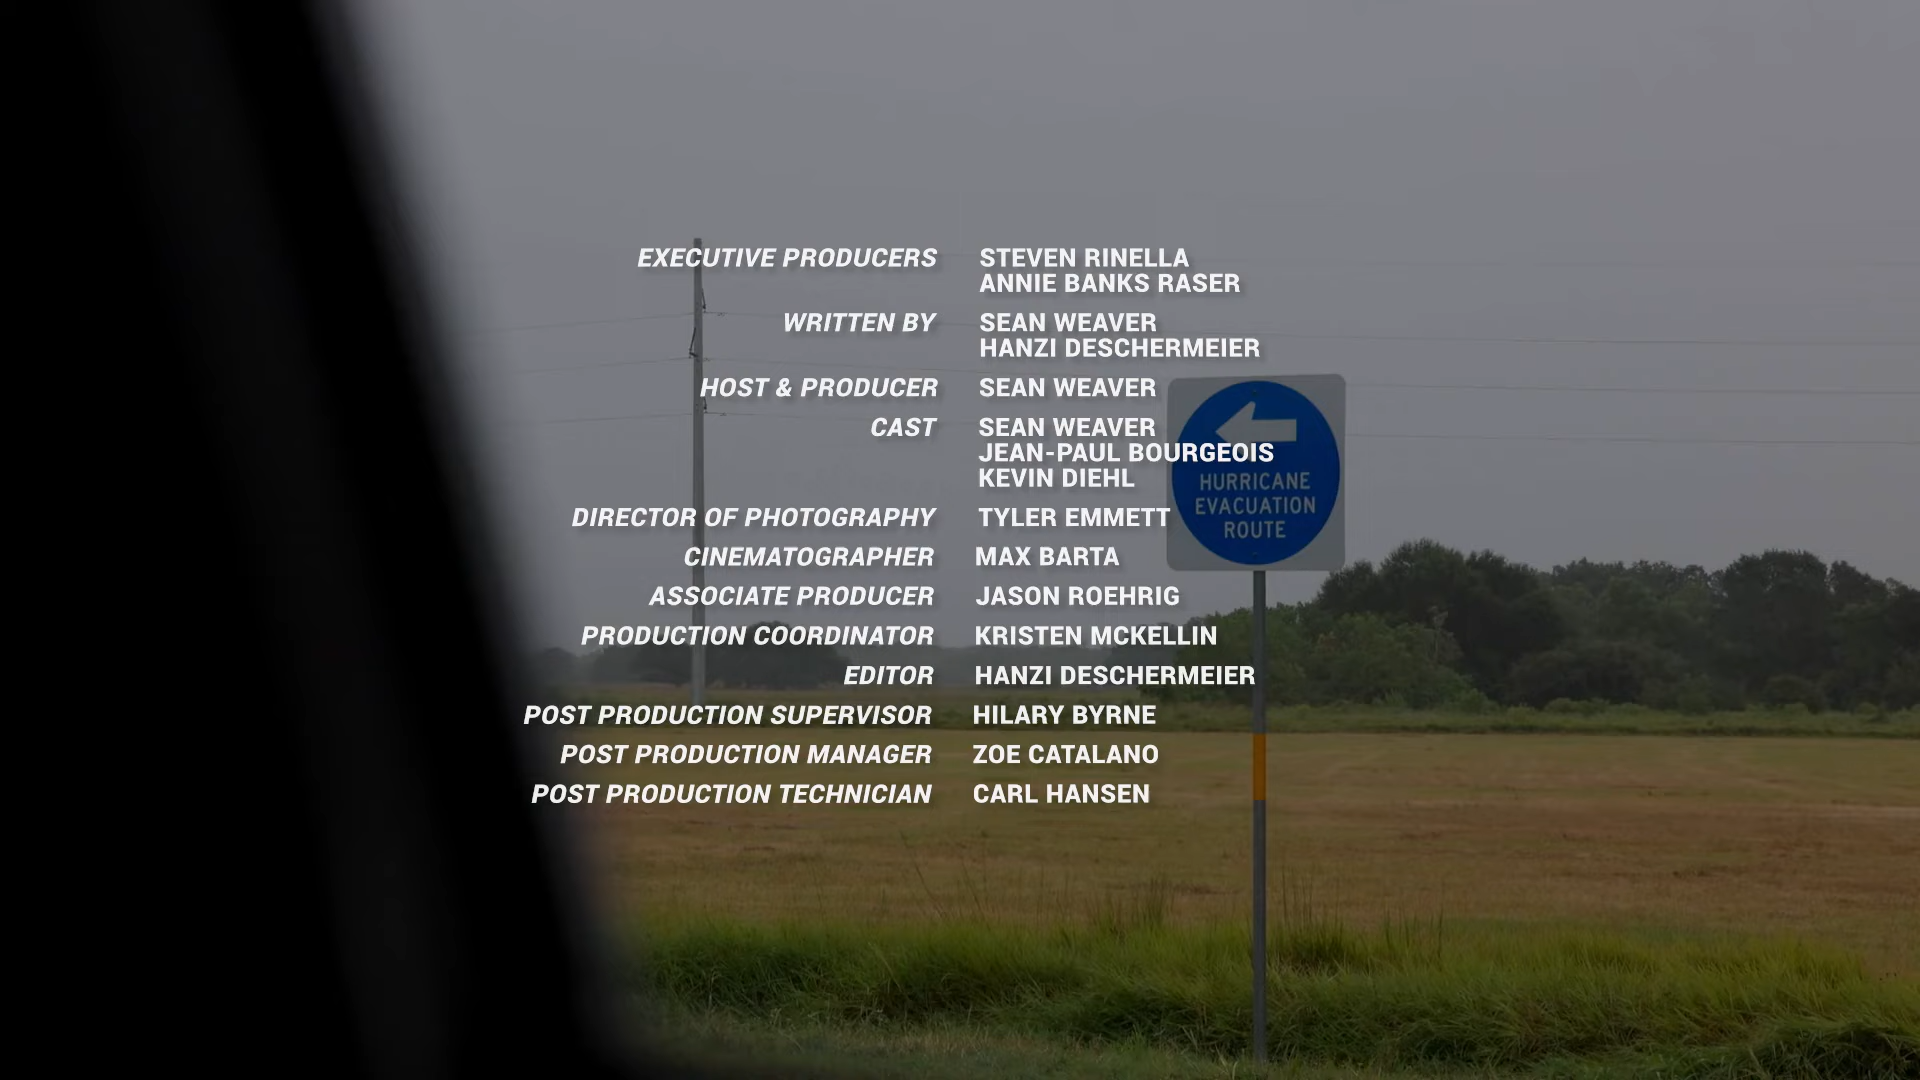 EXECUTIVE PRODUCERS STEVEN RINELLA
ANNIE BANKS RASER
WRITTEN BY SEAN WEAVER
HANZI DESCHERMEIER
HOST & PRODUCER SEAN WEAVER
CAST SEAN WEAVER
JEAN-PAUL BOURGEOIS
KEVIN DIEHL
DIRECTOR OF PHOTOGRAPHY TYLER EMMETT
CINEMATOGRAPHER MAX BARTA
ASSOCIATE PRODUCER JASON ROEHRIG
PRODUCTION COORDINATOR KRISTEN MCKELLIN
EDITOR HANZI DESCHERMEIER
POST PRODUCTION SUPERVISOR HILARY BYRNE
POST PRODUCTION MANAGER ZOE CATALANO
POST PRODUCTION TECHNICIAN CARL HANSEN
HURRICANE
EVACUATION
ROUTE